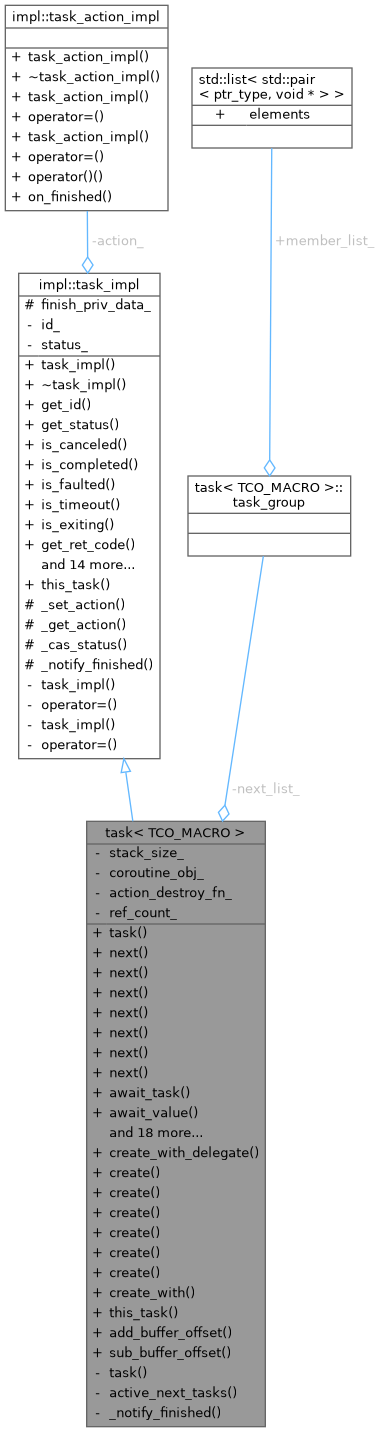 impl::task_action_impl
+ task_action_impl()
+ ~task_action_impl()
+ task_action_impl()
+ operator=()
+ task_action_impl()
+ operator=()
+ operator()()
+ on_finished()
std::list< std::pair
< ptr_type, void * > >
+ elements
-action_
+member_list_
impl::task_impl
# finish_priv_data_
- id_
- status_
+ task_impl()
+ ~task_impl()
+ get_id()
+ get_status()
+ is_canceled()
+ is_completed()
+ is_faulted()
+ is_timeout()
+ is_exiting()
+ get_ret_code()
and 14 more...
+ this_task()
# _set_action()
# _get_action()
# _cas_status()
# _notify_finished()
- task_impl()
- operator=()
- task_impl()
- operator=()
task< TCO_MACRO >::
task_group
-next_list_
task< TCO_MACRO >
- stack_size_
- coroutine_obj_
- action_destroy_fn_
- ref_count_
+ task()
+ next()
+ next()
+ next()
+ next()
+ next()
+ next()
+ next()
+ await_task()
+ await_value()
and 18 more...
+ create_with_delegate()
+ create()
+ create()
+ create()
+ create()
+ create()
+ create()
+ create_with()
+ this_task()
+ add_buffer_offset()
+ sub_buffer_offset()
- task()
- active_next_tasks()
- _notify_finished()